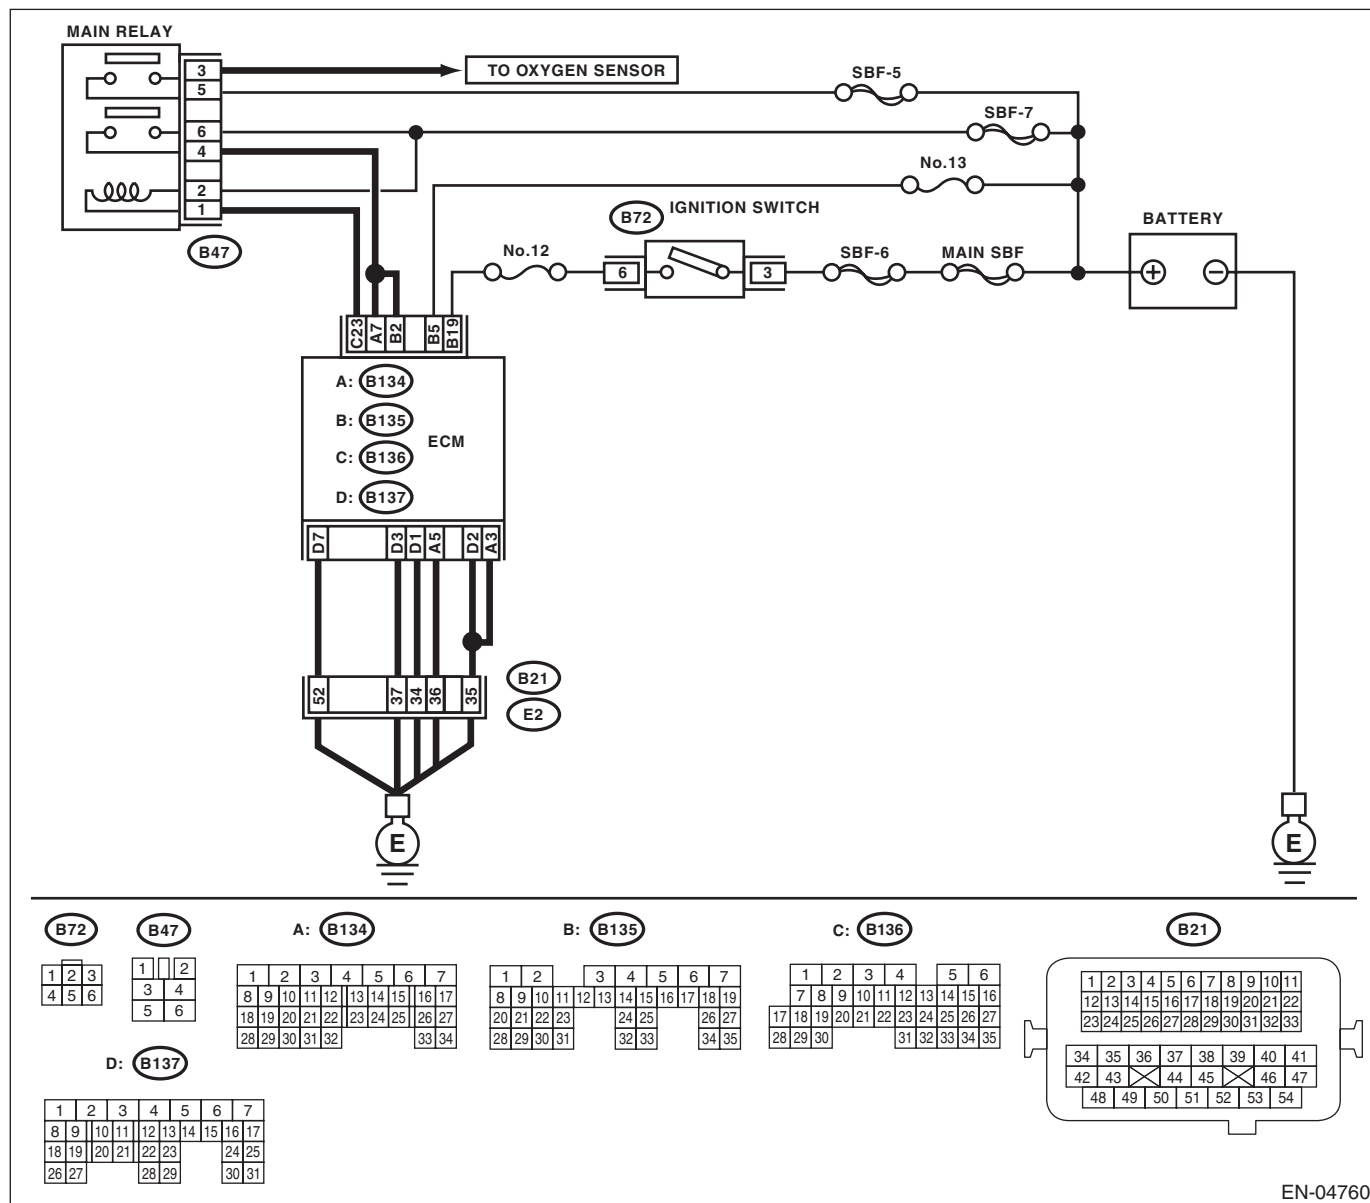 MAIN RELAY
3
TO OXYGEN SENSOR
5
SBF-5
6
SBF-7
4
No.13
2
1
B47
B72
IGNITION SWITCH
BATTERY
No.12
6
3
SBF-6
MAIN SBF
+ −
C23 A7 B2 B5 B19
A: B134
B: B135
ECM
C: B136
D: B137
D7 D3 D1 A5 D2 A3
52 37 34 36 35
B21
E2
E
E
B72
1 2 3
4 5 6
B47
1 2
3 4
5 6
A: B134
1 2 3 4 5 6 7
8 9 10 11 12 13 14 15 16 17
18 19 20 21 22 23 24 25 26 27
28 29 30 31 32 33 34
B: B135
1 2 3 4 5 6 7
8 9 10 11 12 13 14 15 16 17 18 19
20 21 22 23 24 25 26 27
28 29 30 31 32 33 34 35
C: B136
1 2 3 4 5 6
7 8 9 10 11 12 13 14 15 16
17 18 19 20 21 22 23 24 25 26 27
28 29 30 31 32 33 34 35
B21
1 2 3 4 5 6 7 8 9 10 11
12 13 14 15 16 17 18 19 20 21 22
23 24 25 26 27 28 29 30 31 32 33
34 35 36 37 38 39 40 41
42 43 44 45 46 47
48 49 50 51 52 53 54
D: B137
1 2 3 4 5 6 7
8 9 10 11 12 13 14 15 16 17
18 19 20 21 22 23 24 25
26 27 28 29 30 31
EN-04760